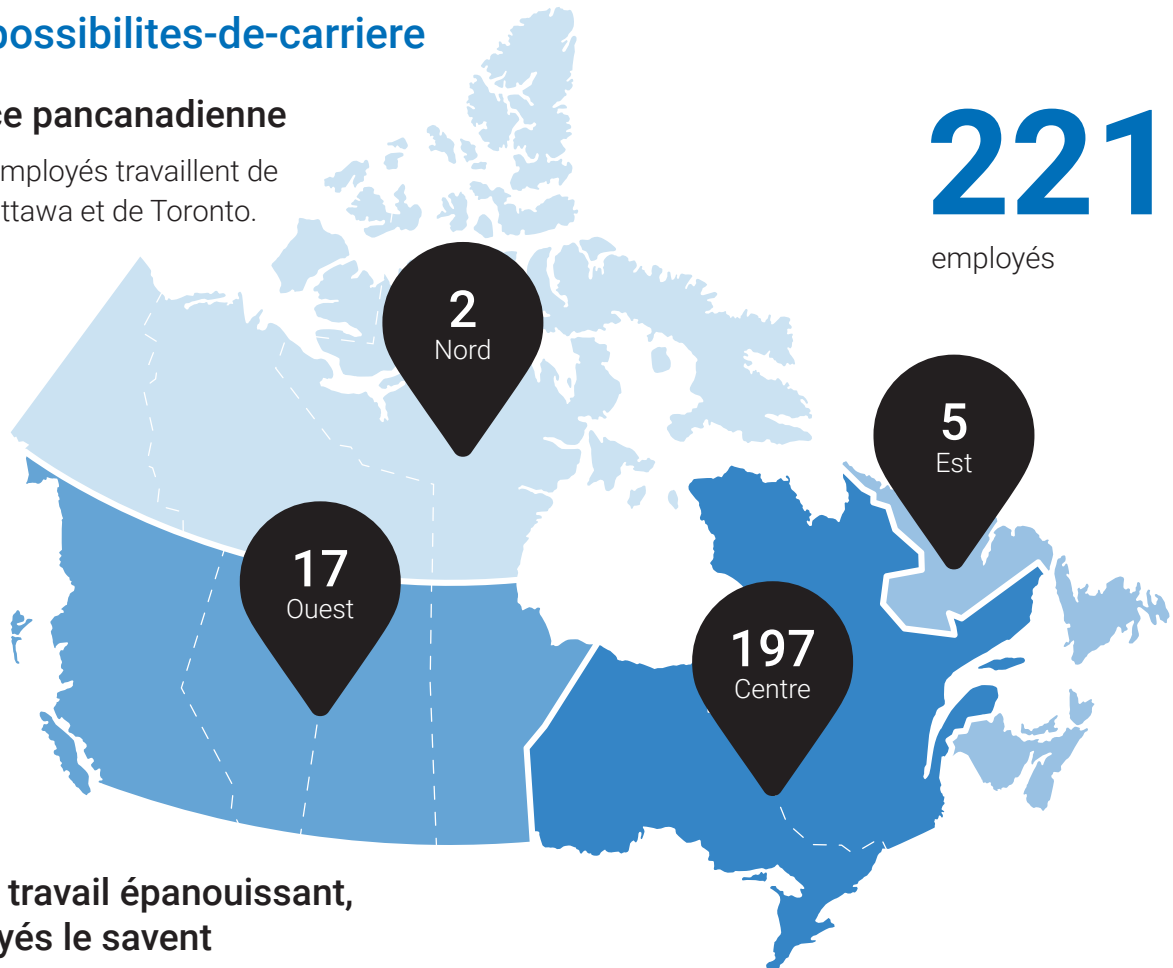 possibilites-de-carriere
ce pancanadienne
mployés travaillent de
ttawa et de Toronto.
221
employés
2
Nord
5
Est
17
Ouest
197
Centre
travail épanouissant,
yés le savent